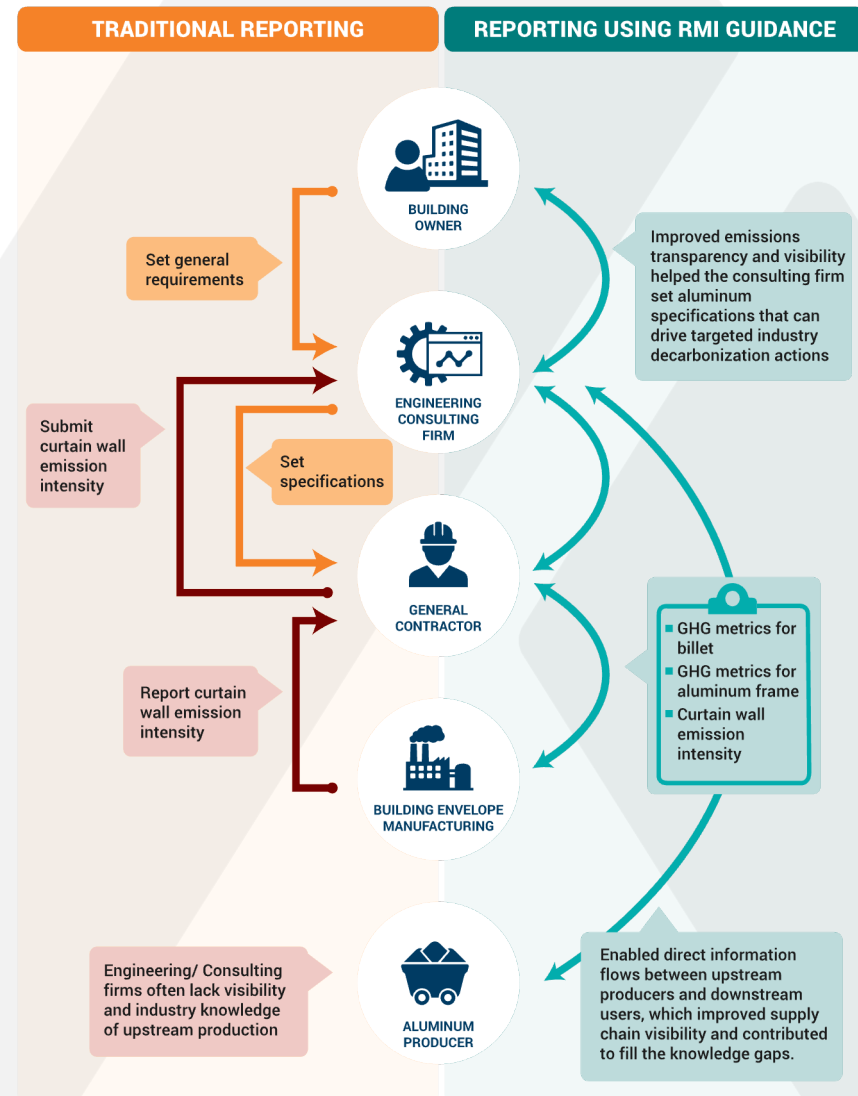 TRADITIONAL REPORTING
REPORTING USING RMI GUIDANCE
BUILDING
OWNER
Set general
requirements
Improved emissions
transparency and visibility
helped the consulting firm
set aluminum
specifications that can
drive targeted industry
decarbonization actions
ENGINEERING
CONSULTING
FIRM
Submit
curtain wall
emission
intensity
Set
specifications
GENERAL
CONTRACTOR
GHG metrics for
billet
GHG metrics for
aluminum frame
Curtain wall
emission
intensity
Report curtain
wall emission
intensity
BUILDING ENVELOPE
MANUFACTURING
Engineering/ Consulting
firms often lack visibility
and industry knowledge
of upstream production
ALUMINUM
PRODUCER
Enabled direct information
flows between upstream
producers and downstream
users, which improved supply
chain visibility and contributed
to fill the knowledge gaps.